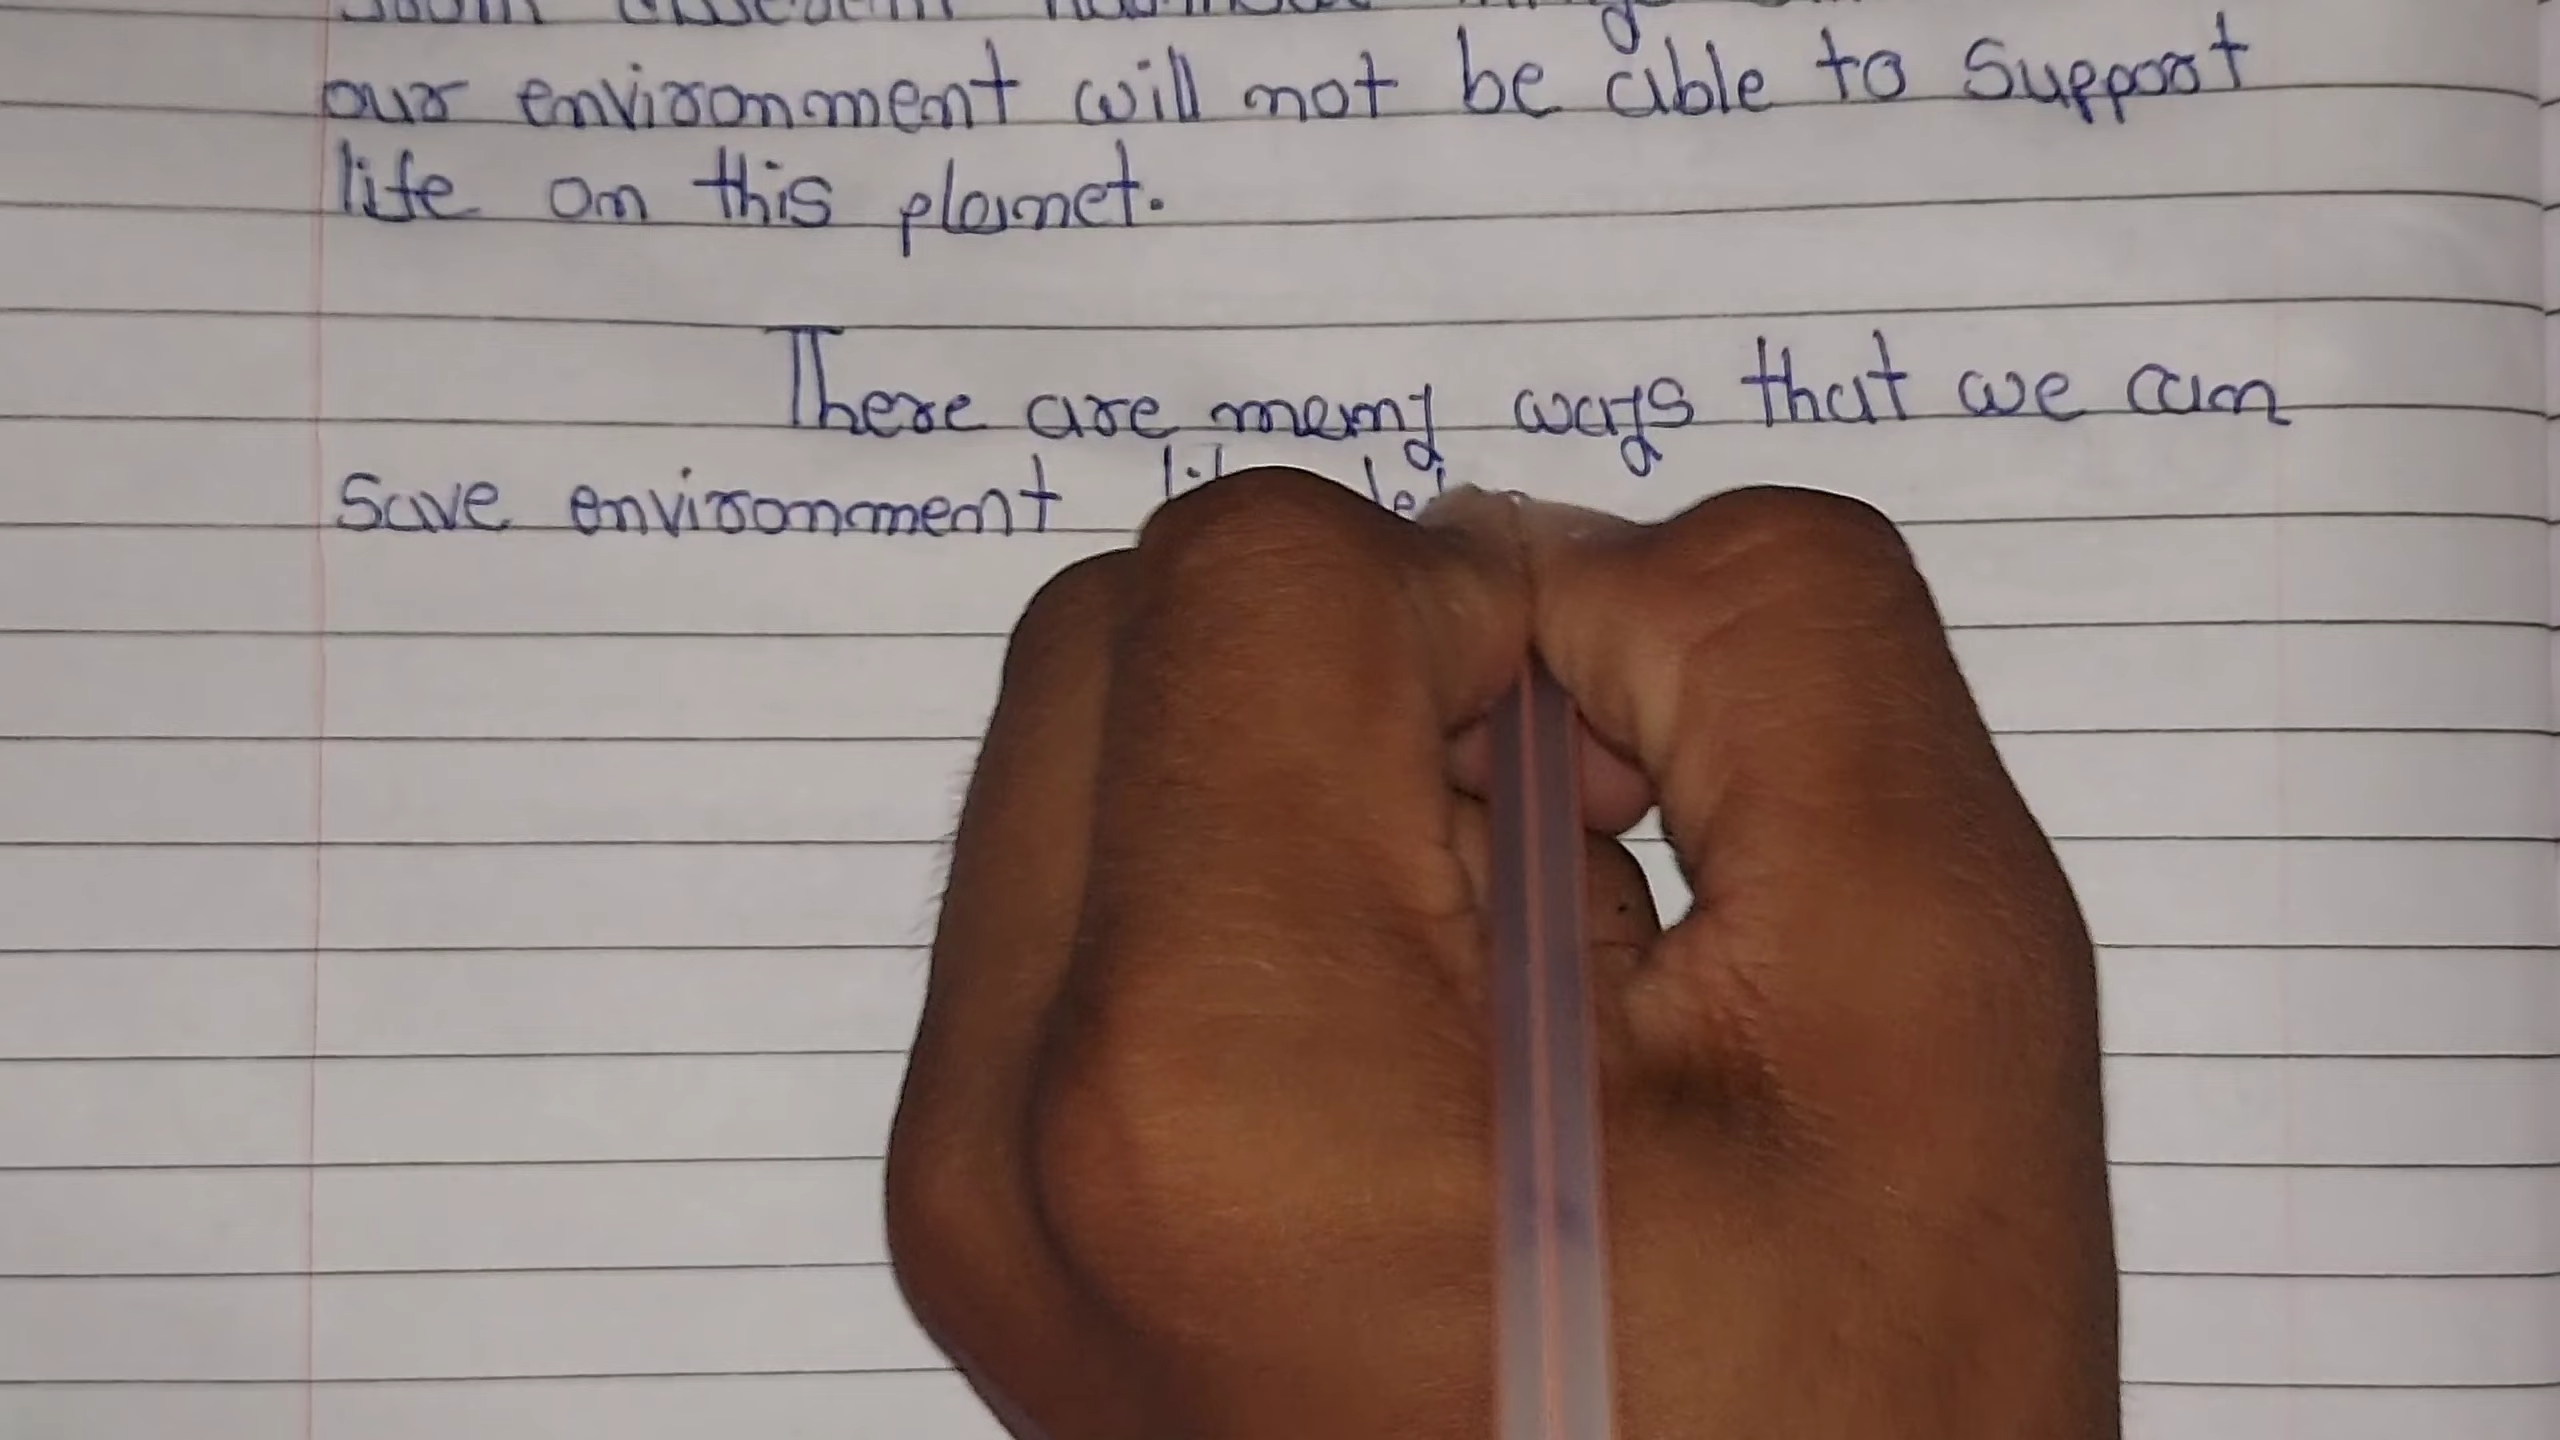 our environment will not be able to support
life on this planet.
There are many ways that we can
Save environment